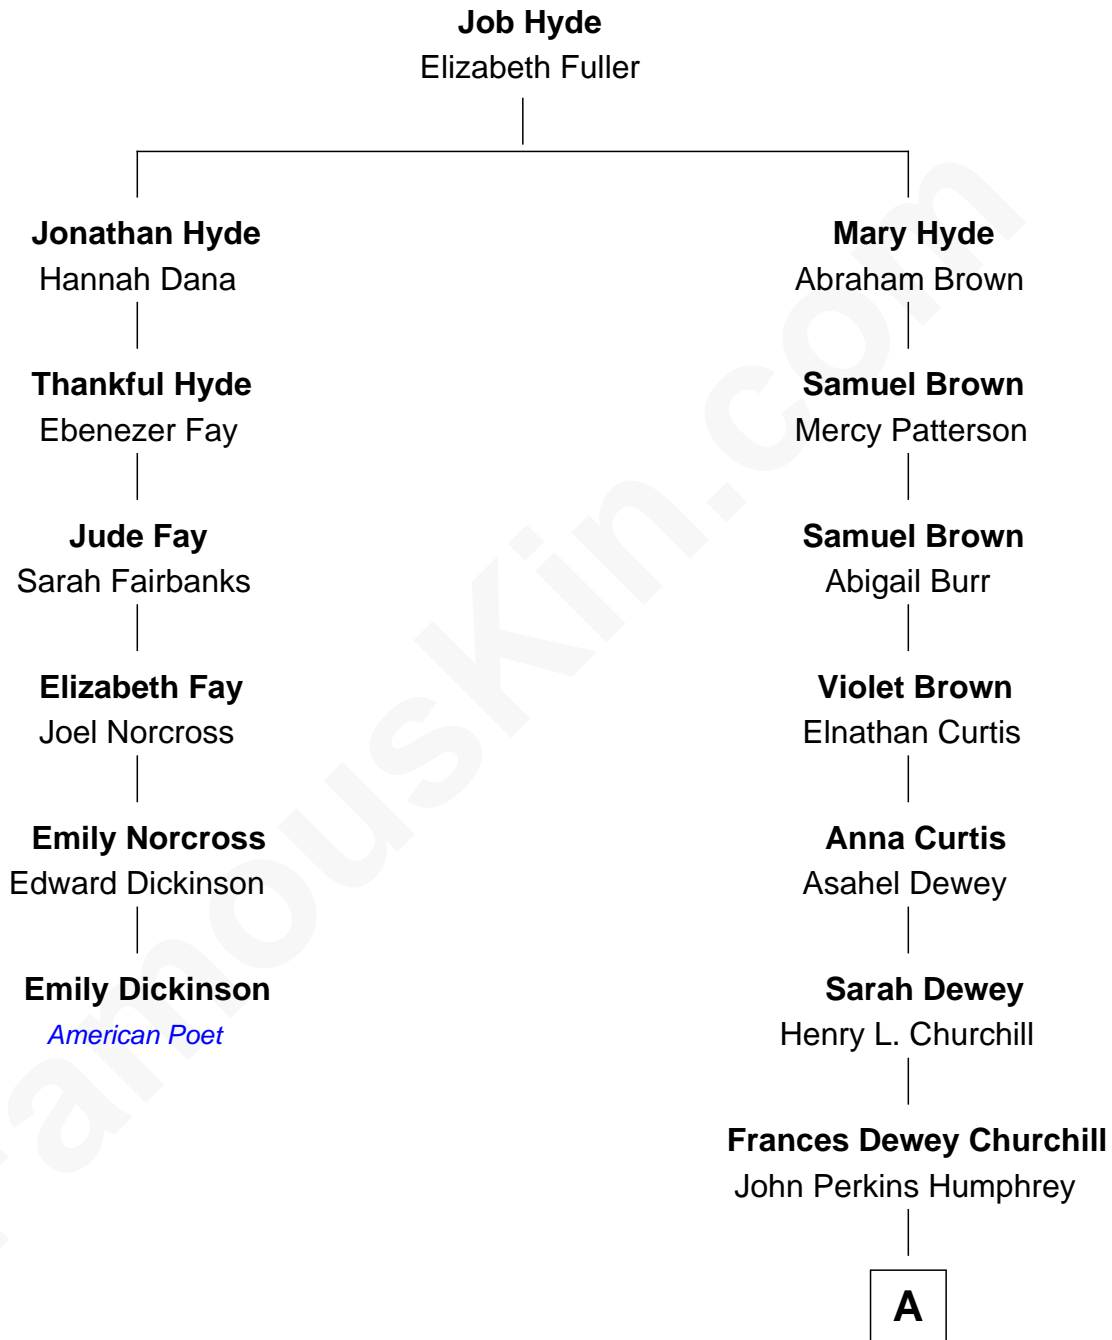 Job Hyde
Elizabeth Fuller
Jonathan Hyde
Hannah Dana
Thankful Hyde
Ebenezer Fay
Jude Fay
Sarah Fairbanks
Elizabeth Fay
Joel Norcross
Emily Norcross
Edward Dickinson
Emily Dickinson
American Poet
Mary Hyde
Abraham Brown
Samuel Brown
Mercy Patterson
Samuel Brown
Abigail Burr
Violet Brown
Elnathan Curtis
Anna Curtis
Asahel Dewey
Sarah Dewey
Henry L. Churchill
Frances Dewey Churchill
John Perkins Humphrey
A
FamousKin.com